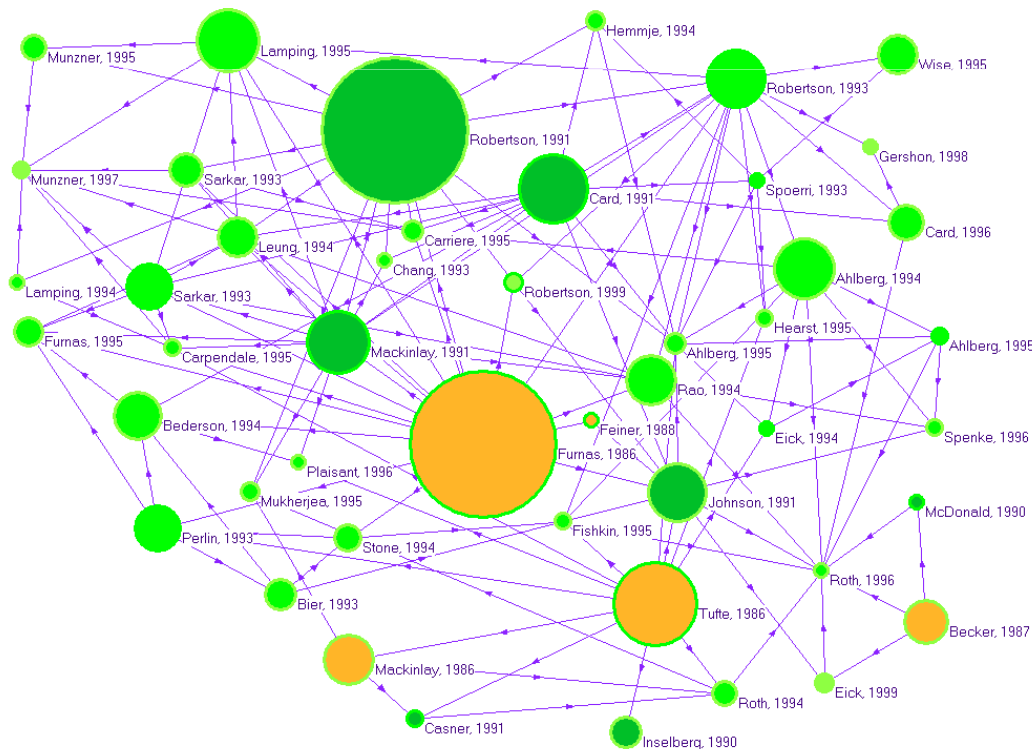 Hemmje, 1994
Munzner, 1995
Lamping, 1995
Wise, 1995
Robertson, 1993
Robertson, 1991
Gershon, 1998
Munzner, 1997
Sarkar, 1993
Spoerri, 1993
Card, 1991
Card, 1996
Carriere, 1995
Leung, 1994
Chang, 1993
Ahlberg, 1994
Lamping, 1994
Robertson, 1999
Sarkar, 1993
Hearst, 1995
Furnas, 1995
Ahlberg, 1995
Carpendale, 1995
Mackinlay, 1991
Ahlberg, 1995
Rao, 1994
Bederson, 1994
Feiner, 1988
Eick, 1994
Spenke, 1996
Furnas, 1986
Plaisant, 1996
Mukherjea, 1995
Johnson, 1991
McDonald, 1990
Perlin, 1993
Fishkin, 1995
Stone, 1994
Roth, 1996
Bier, 1993
Tufte, 1986
Becker, 1987
Mackinlay, 1986
Eick, 1999
Roth, 1994
Casner, 1991
Inselberg, 1990